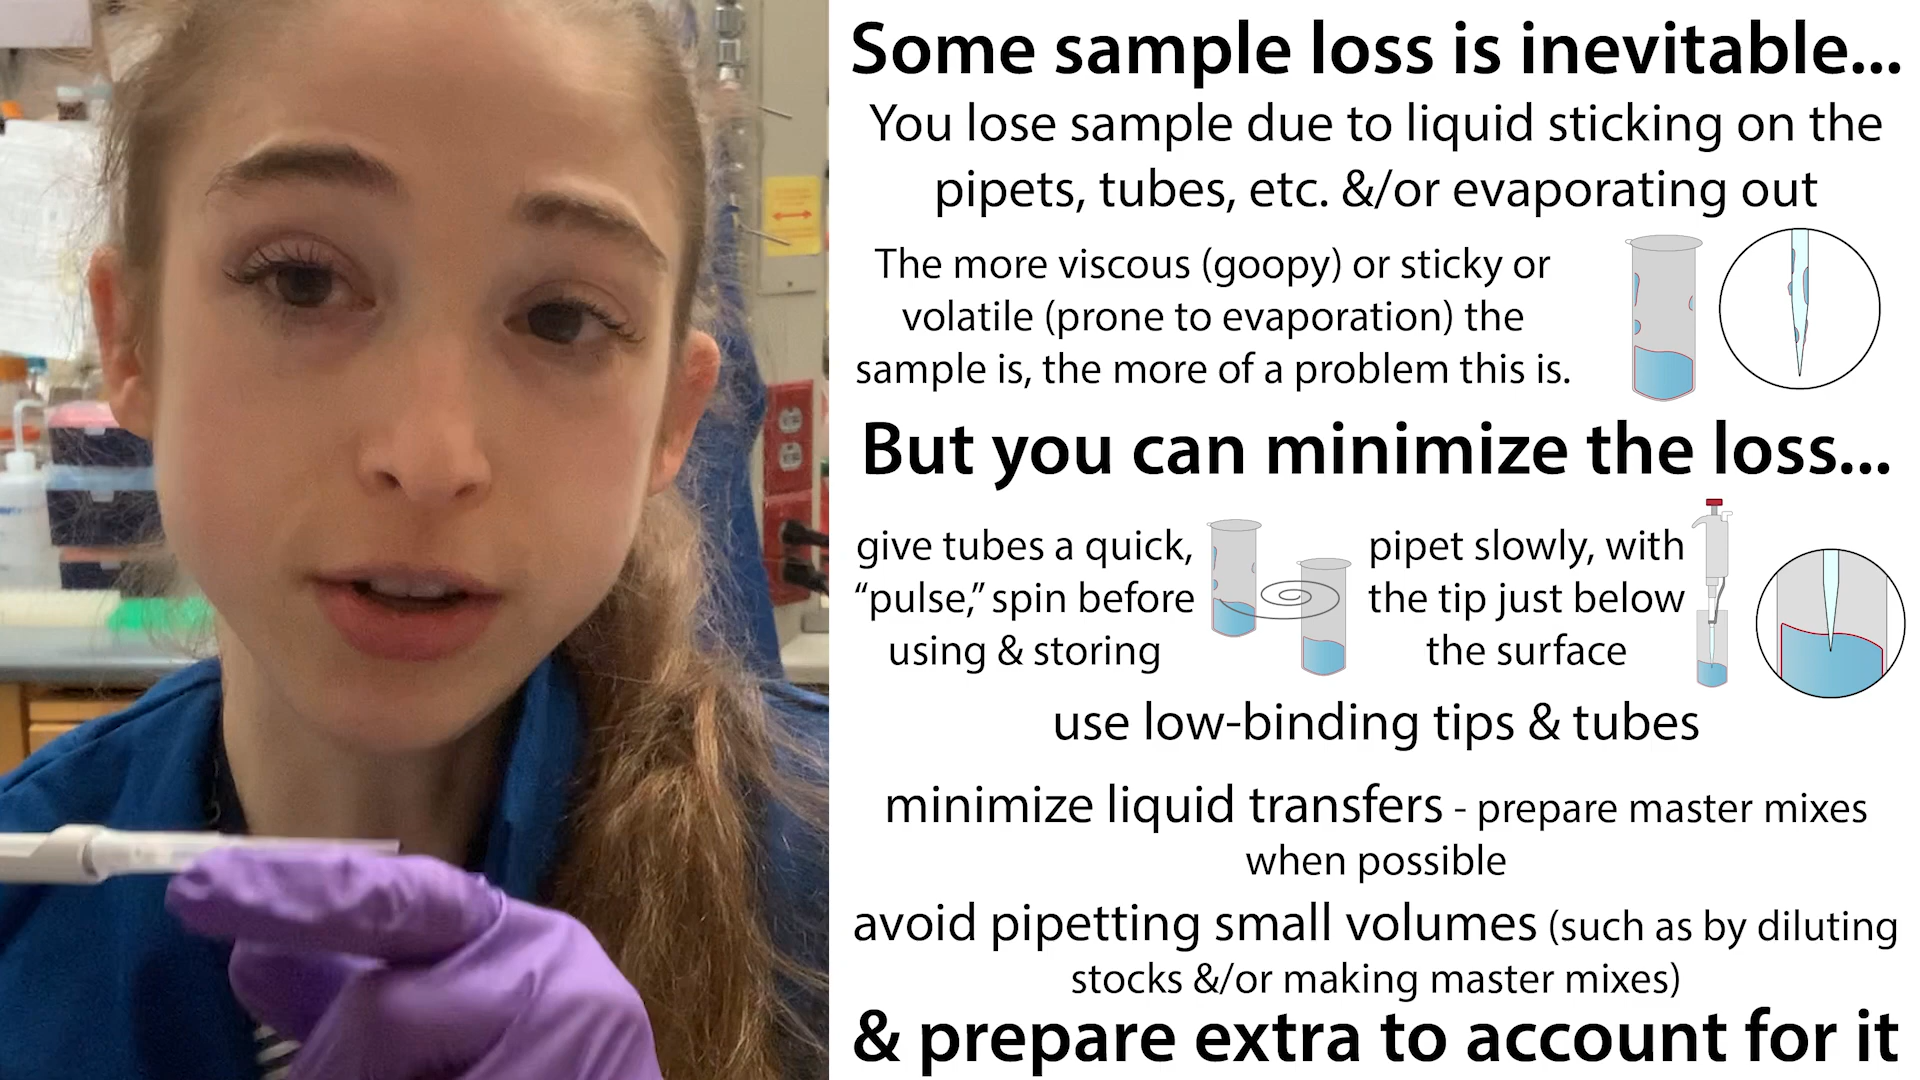 Some sample loss is inevitable...
You lose sample due to liquid sticking on the
pipets, tubes, etc. &/or evaporating out
The more viscous (goopy) or sticky or
volatile (prone to evaporation) the
sample is, the more of a problem this is.
But you can minimize the loss...
give tubes a quick,
“pulse,” spin before
using & storing
pipet slowly, with
the tip just below
the surface
use low-binding tips & tubes
minimize liquid transfers - prepare master mixes
when possible
avoid pipetting small volumes (such as by diluting
stocks &/or making master mixes)
& prepare extra to account for it